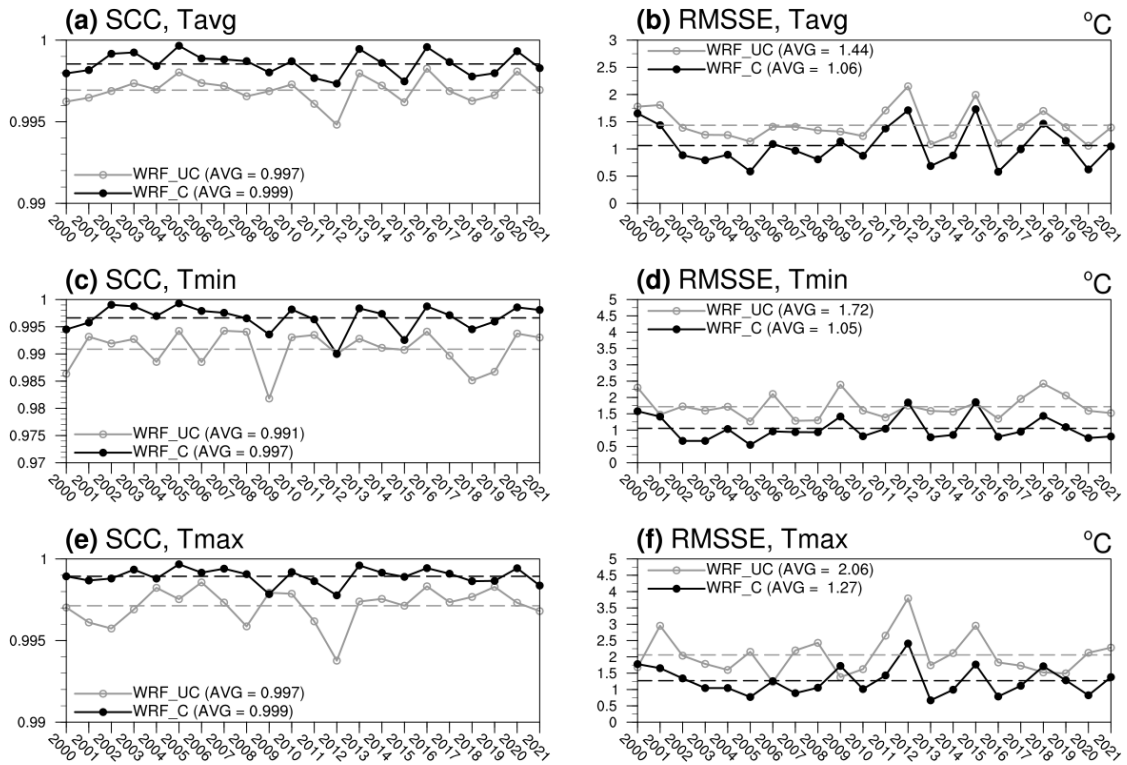 (a) SCC, Tavg
1
0.995
0.99
WRF_UC (AVG = 0.997)
WRF_C (AVG = 0.999)
2000 2001 2002 2003 2004 2005 2006 2007 2008 2009 2010 2011 2012 2013 2014 2015 2016 2017 2018 2019 2020 2021
(b) RMSSE, Tavg °C
3
2.5
2
1.5
1
0.5
0
WRF_UC (AVG = 1.44)
WRF_C (AVG = 1.06)
2000 2001 2002 2003 2004 2005 2006 2007 2008 2009 2010 2011 2012 2013 2014 2015 2016 2017 2018 2019 2020 2021
(c) SCC, Tmin
1
0.995
0.99
0.985
0.98
0.975
0.97
WRF_UC (AVG = 0.991)
WRF_C (AVG = 0.997)
2000 2001 2002 2003 2004 2005 2006 2007 2008 2009 2010 2011 2012 2013 2014 2015 2016 2017 2018 2019 2020 2021
(d) RMSSE, Tmin °C
5
4.5
4
3.5
3
2.5
2
1.5
1
0.5
0
WRF_UC (AVG = 1.72)
WRF_C (AVG = 1.05)
2000 2001 2002 2003 2004 2005 2006 2007 2008 2009 2010 2011 2012 2013 2014 2015 2016 2017 2018 2019 2020 2021
(e) SCC, Tmax
1
0.995
0.99
WRF_UC (AVG = 0.997)
WRF_C (AVG = 0.999)
2000 2001 2002 2003 2004 2005 2006 2007 2008 2009 2010 2011 2012 2013 2014 2015 2016 2017 2018 2019 2020 2021
(f) RMSSE, Tmax °C
5
4.5
4
3.5
3
2.5
2
1.5
1
0.5
0
WRF_UC (AVG = 2.06)
WRF_C (AVG = 1.27)
2000 2001 2002 2003 2004 2005 2006 2007 2008 2009 2010 2011 2012 2013 2014 2015 2016 2017 2018 2019 2020 2021